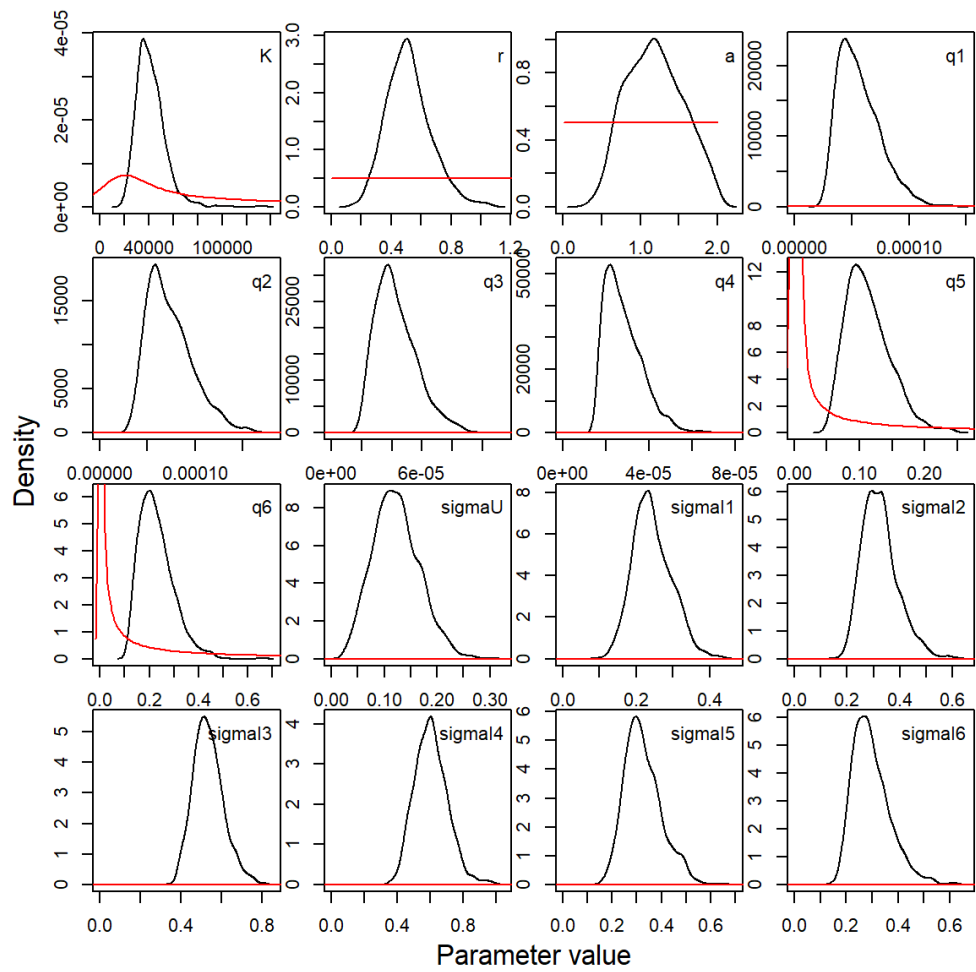 Density
0e+00 2e-05 4e-05
K
0 40000 100000
0.0 1.0 2.0 3.0
r
0.0 0.4 0.8 1.2
0.0 0.4 0.8
a
0.0 1.0 2.0
0 10000 20000
q1
0.00000 0.00010
0 5000 15000
q2
0.00000 0.00010
0 10000 25000
q3
0e+00 6e-05
0 20000 50000
q4
0e+00 4e-05 8e-05
0 2 4 6 8 12
q5
0.00 0.10 0.20
0 1 2 3 4 5 6
q6
0.0 0.2 0.4 0.6
0 2 4 6 8
sigmaU
0.00 0.10 0.20 0.30
0 2 4 6 8
sigmaI1
0.0 0.2 0.4
0 1 2 3 4 5 6
sigmaI2
0.0 0.2 0.4 0.6
0 1 2 3 4 5
sigmaI3
0.0 0.4 0.8
0 1 2 3 4
sigmaI4
0.0 0.4 0.8
0 1 2 3 4 5
sigmaI5
0.0 0.2 0.4 0.6
0 1 2 3 4 5 6
sigmaI6
0.0 0.2 0.4 0.6
Parameter value